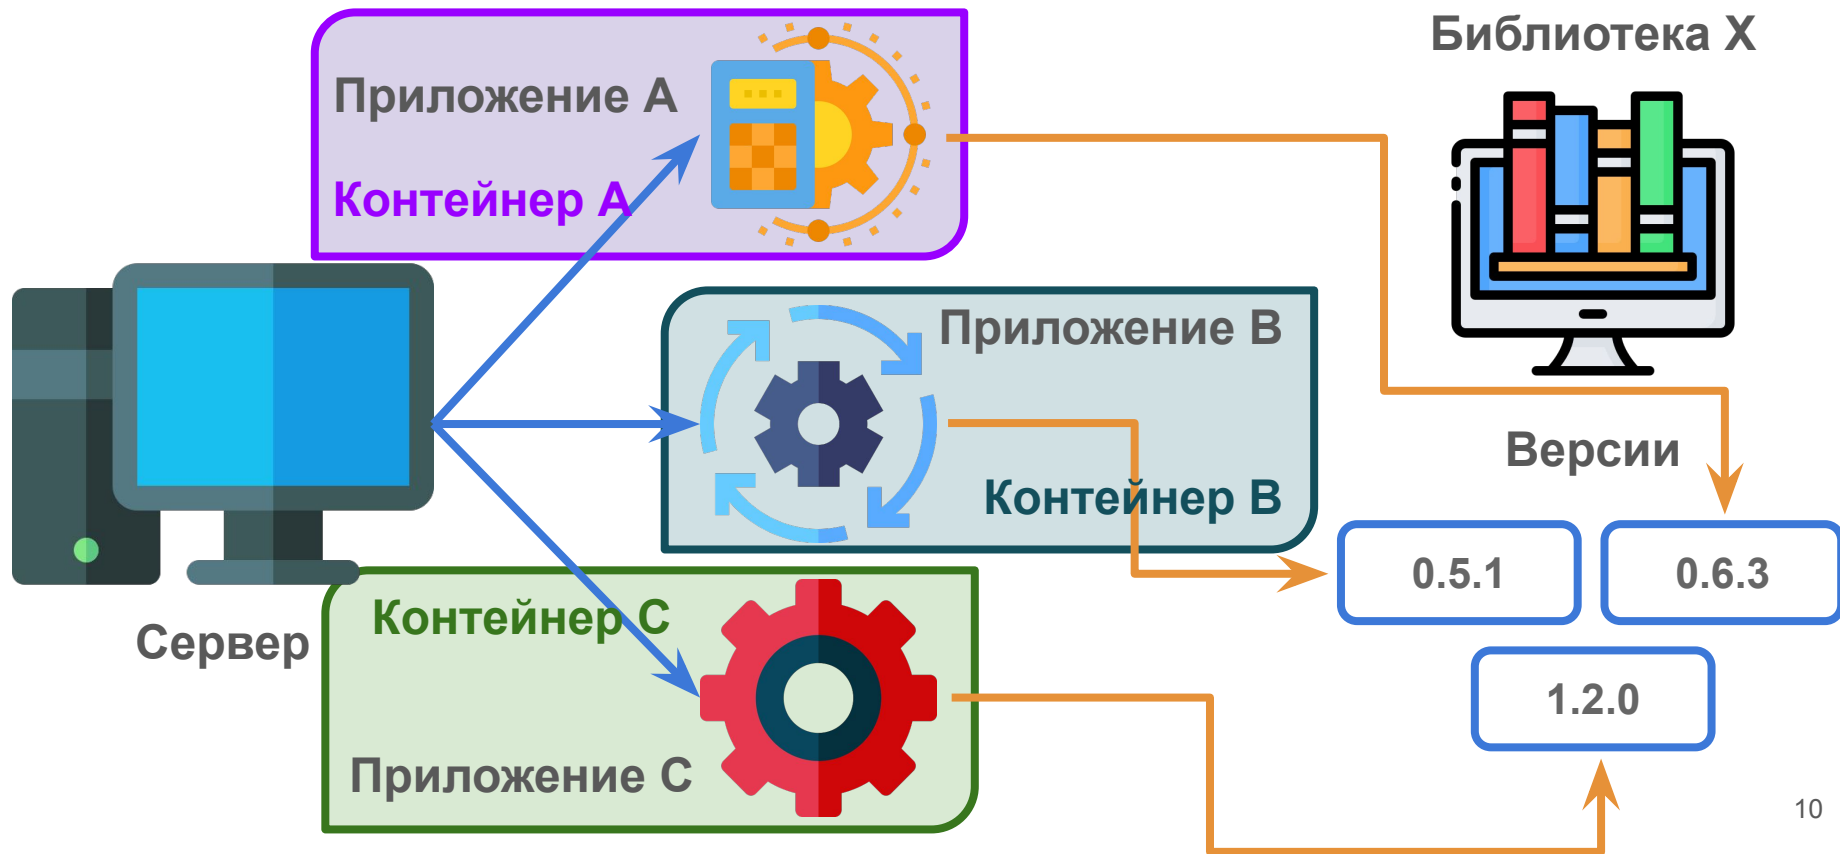 Библиотека X
Приложение A
Контейнер A
Приложение B
Контейнер B
Версии
0.5.1
0.6.3
1.2.0
Сервер
Контейнер C
Приложение C
10